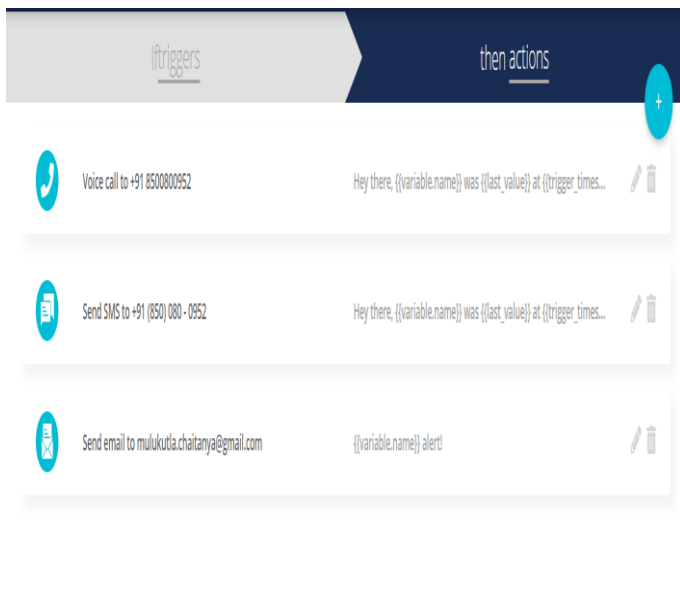 If triggers
then actions
+
Voice call to +91 8500800952
Hey there, {{variable.name}} was {{last_value}} at {{trigger_times...
Send SMS to +91 (850) 080 - 0952
Hey there, {{variable.name}} was {{last_value}} at {{trigger_times...
Send email to mulukutla.chaitanya@gmail.com
{{variable.name}} alert!